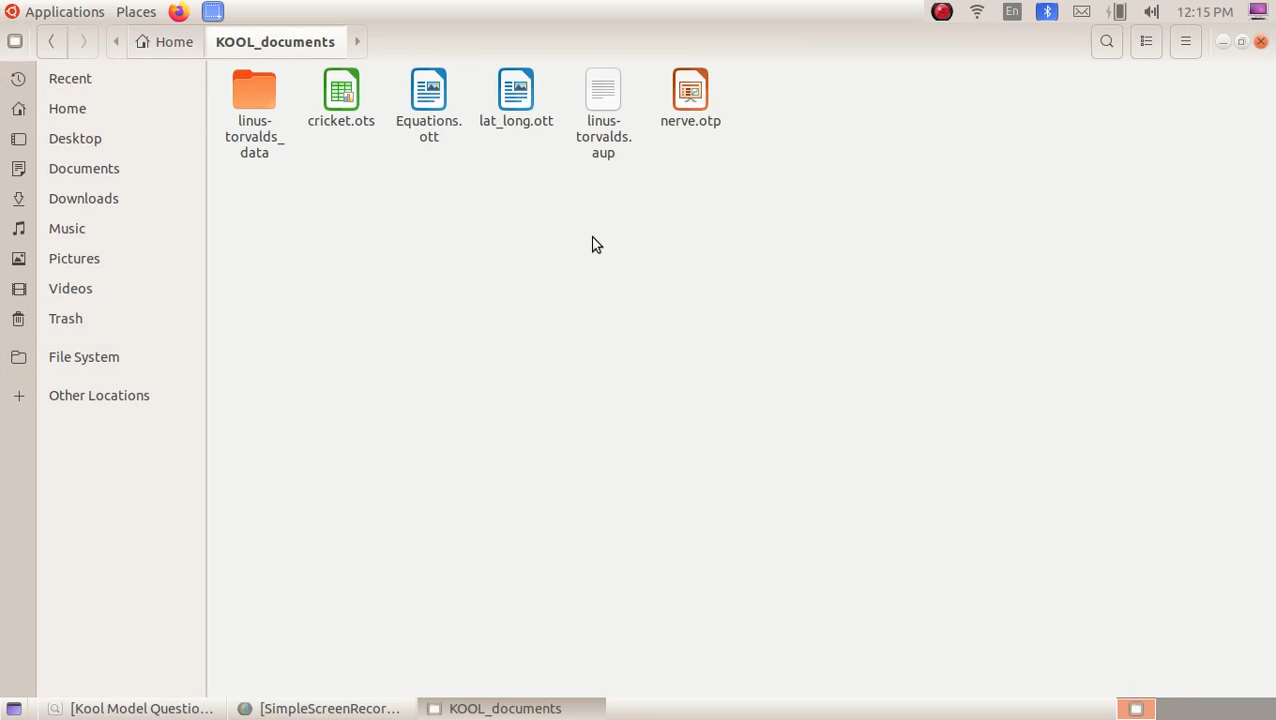 Applications Places En 12:15 PM
Home KOOL_documents
Recent
Home
Desktop
Documents
Downloads
Music
Pictures
Videos
Trash
File System
Other Locations
linus-
torvalds_
data
cricket.ots
Equations.
ott
lat_long.ott
linus-
torvalds.
aup
nerve.otp
[Kool Model Questio... [SimpleScreenRecor... KOOL_documents